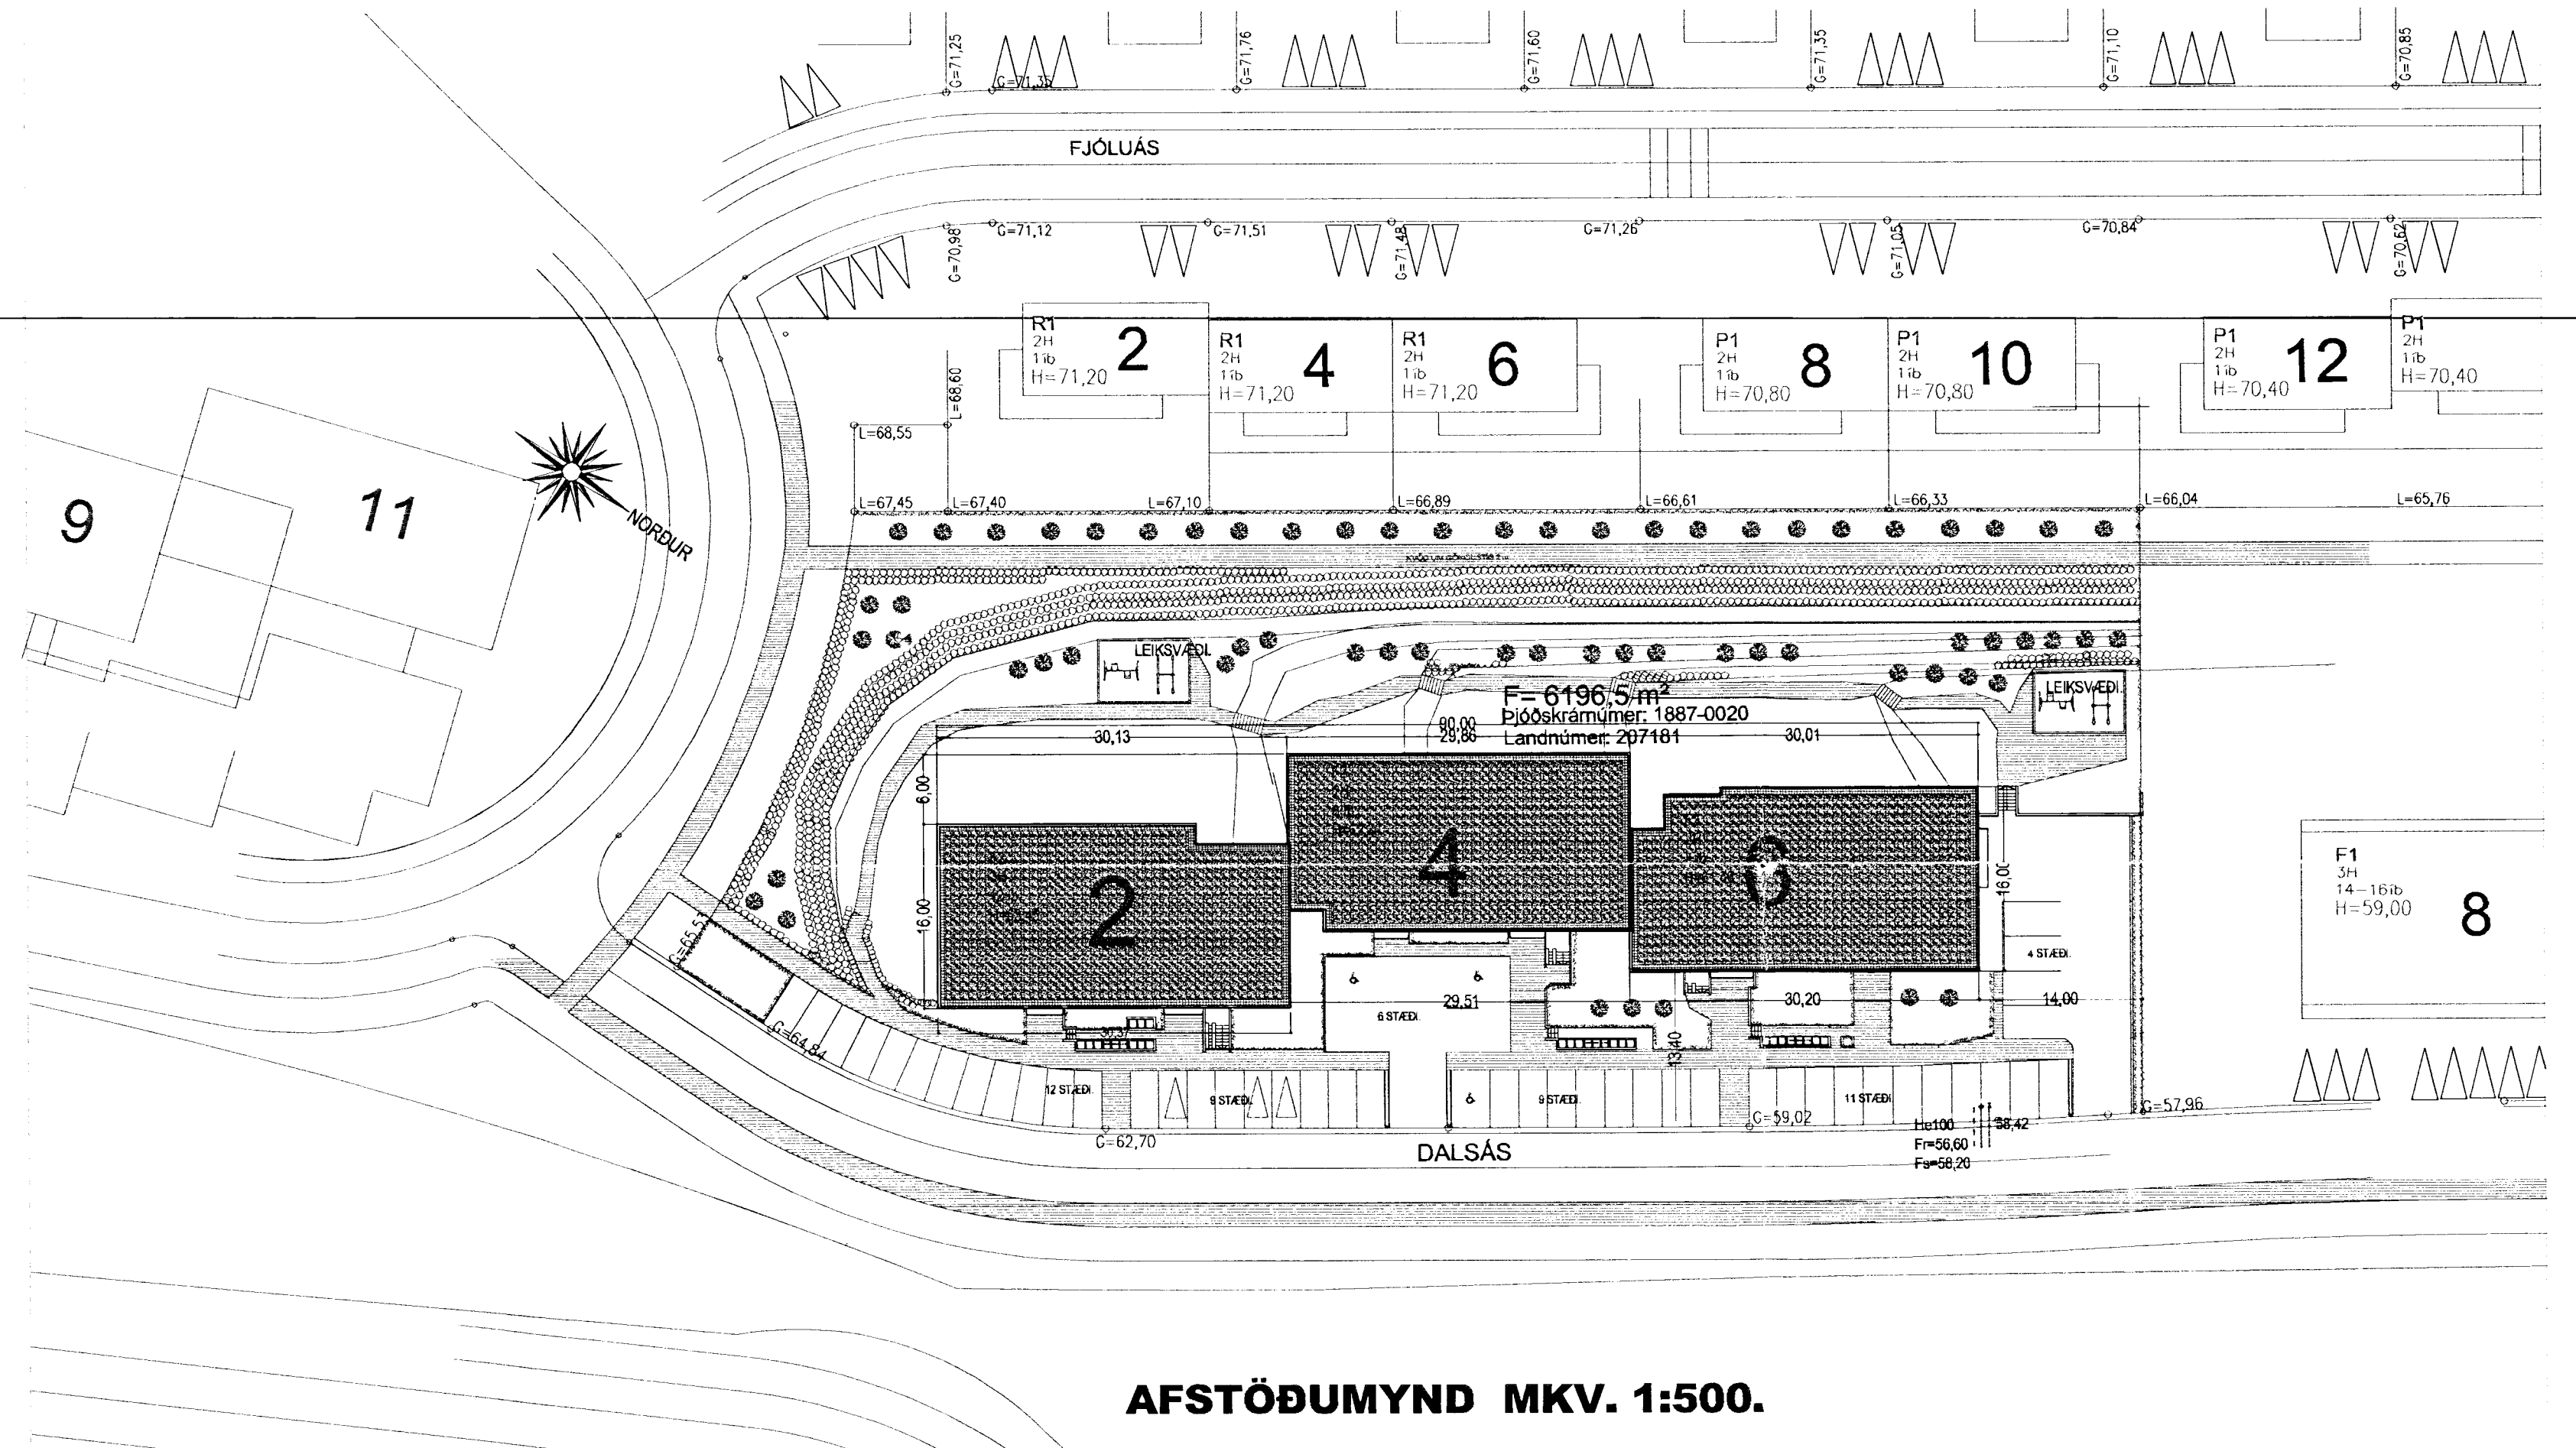 G=71,25
G=71,35
G=71,76
G=71,60
G=71,35
G=71,10
G=70,85
FJÓLUÁS
G=70,98
G=71,12
G=71,51
G=71,48
G=71,26
G=71,05
G=70,84
G=70,62
R1
2H
1íb
H=71,20
2
R1
2H
1íb
H=71,20
4
R1
2H
1íb
H=71,20
6
P1
2H
1íb
H=70,80
8
P1
2H
1íb
H=70,80
10
P1
2H
1íb
H=70,40
12
P1
2H
1íb
H=70,40
L=68,60
L=68,55
9
11
NORÐUR
L=67,45
L=67,40
L=67,10
L=66,89
L=66,61
L=66,33
L=66,04
L=65,76
LEIKSVÆÐI.
LEIKSVÆÐI.
F= 6196,5 m²
Þjóðskrárnúmer: 1887-0020
Landnúmer: 207181
90,00
30,13
29,86
30,01
6,00
16,00
2
4
6
16,00
F1
3H
14-16íb
H=59,00
8
4 STÆÐI.
G=65,53
G=64,84
29,51
6 STÆÐI.
30,20
14,00
30,37
13,40
12 STÆÐI.
9 STÆÐI.
9 STÆÐI.
11 STÆÐI.
G=62,70
G=59,02
G=57,96
He100
58,42
Fr=56,60
Fs=58,20
DALSÁS
AFSTÖÐUMYND MKV. 1:500.